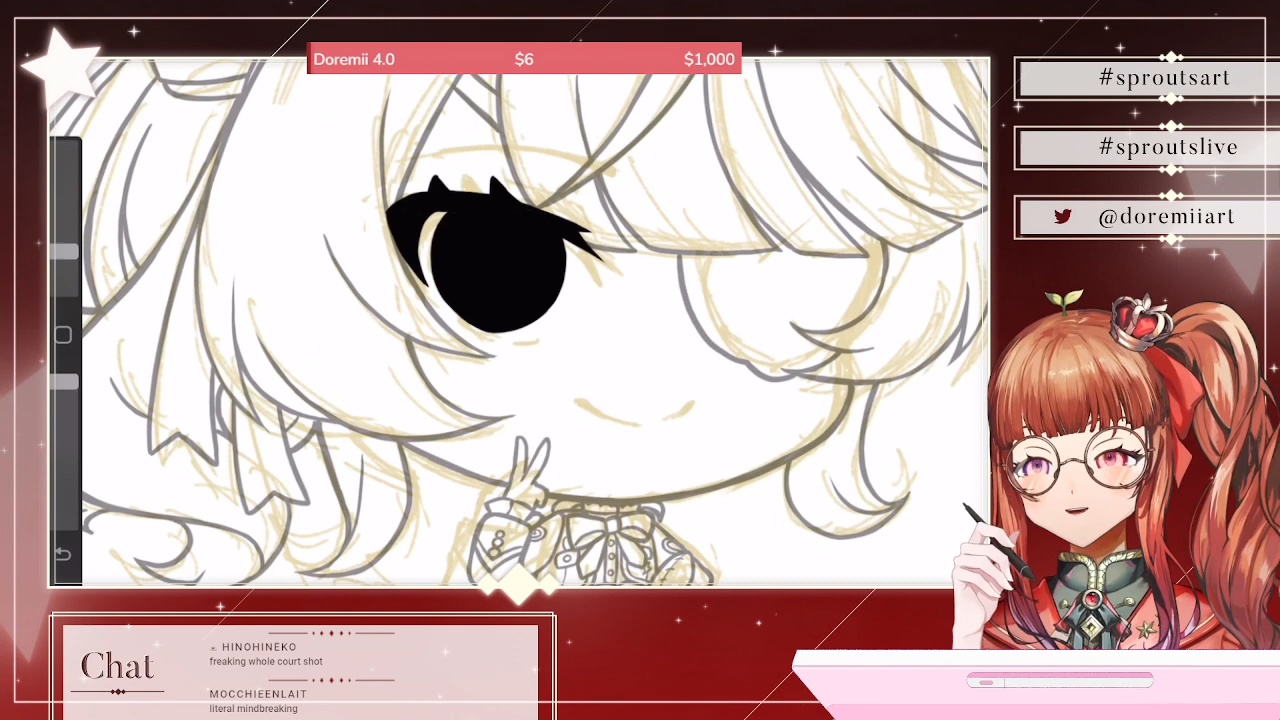 Doremii 4.0 $6 $1,000
#sproutsart
#sproutslive
@doremiiart
Chat
HINOHINEKO
freaking whole court shot
MOCCHIEENLAIT
literal mindbreaking